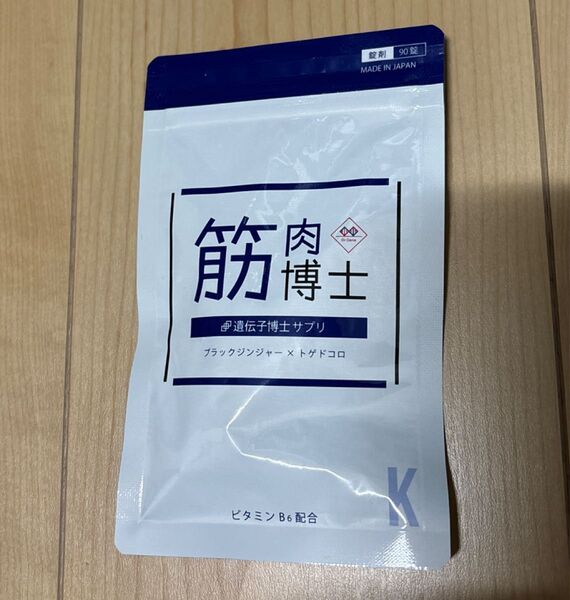 錠剤 90錠
MADE IN JAPAN
筋肉博士
Dr.Gene
遺伝子博士サプリ
ブラックジンジャー×トゲドコロ
K
ビタミンB6配合